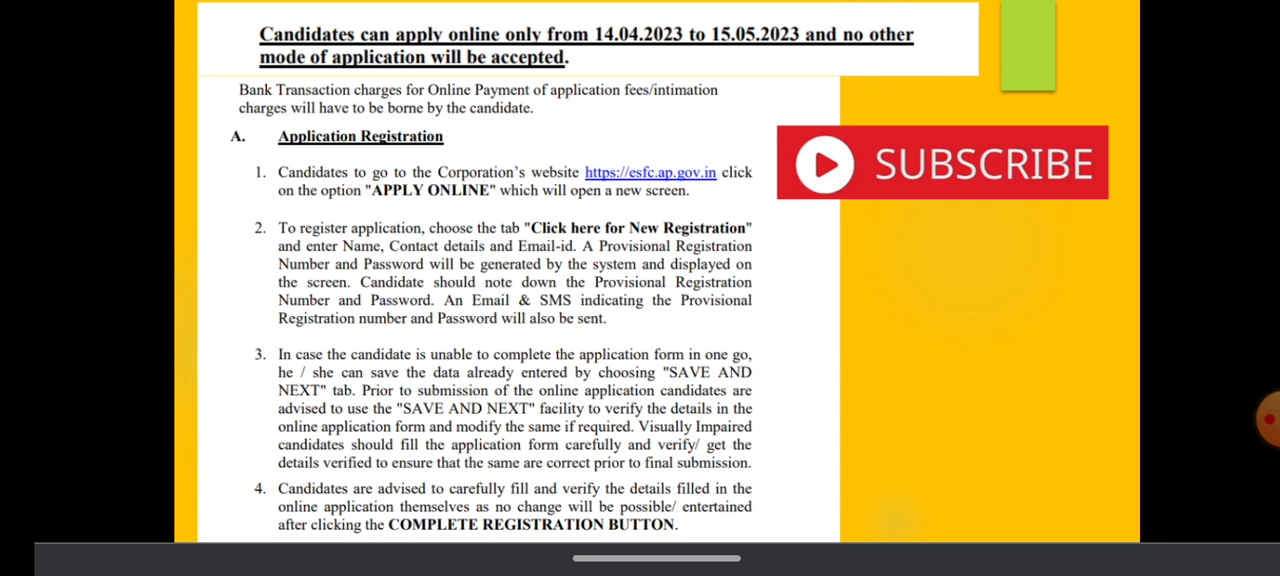 Candidates can apply online only from 14.04.2023 to 15.05.2023 and no other
mode of application will be accepted.
Bank Transaction charges for Online Payment of application fees/intimation
charges will have to be borne by the candidate.
A. Application Registration
1. Candidates to go to the Corporation’s website https://esfc.ap.gov.in click
on the option "APPLY ONLINE" which will open a new screen.
SUBSCRIBE
2. To register application, choose the tab "Click here for New Registration"
and enter Name, Contact details and Email-id. A Provisional Registration
Number and Password will be generated by the system and displayed on
the screen. Candidate should note down the Provisional Registration
Number and Password. An Email & SMS indicating the Provisional
Registration number and Password will also be sent.
3. In case the candidate is unable to complete the application form in one go,
he / she can save the data already entered by choosing "SAVE AND
NEXT" tab. Prior to submission of the online application candidates are
advised to use the "SAVE AND NEXT" facility to verify the details in the
online application form and modify the same if required. Visually Impaired
candidates should fill the application form carefully and verify/ get the
details verified to ensure that the same are correct prior to final submission.
4. Candidates are advised to carefully fill and verify the details filled in the
online application themselves as no change will be possible/ entertained
after clicking the COMPLETE REGISTRATION BUTTON.